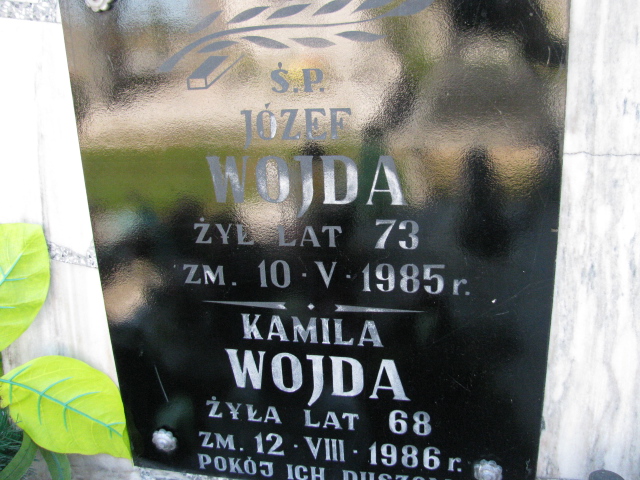 Ś.P.
JÓZEF
WOJDA
ŻYŁ LAT 73
ZM. 10·V·1985 r.
KAMILA
WOJDA
ŻYŁA LAT 68
ZM. 12·VIII·1986 r.
POKÓJ ICH